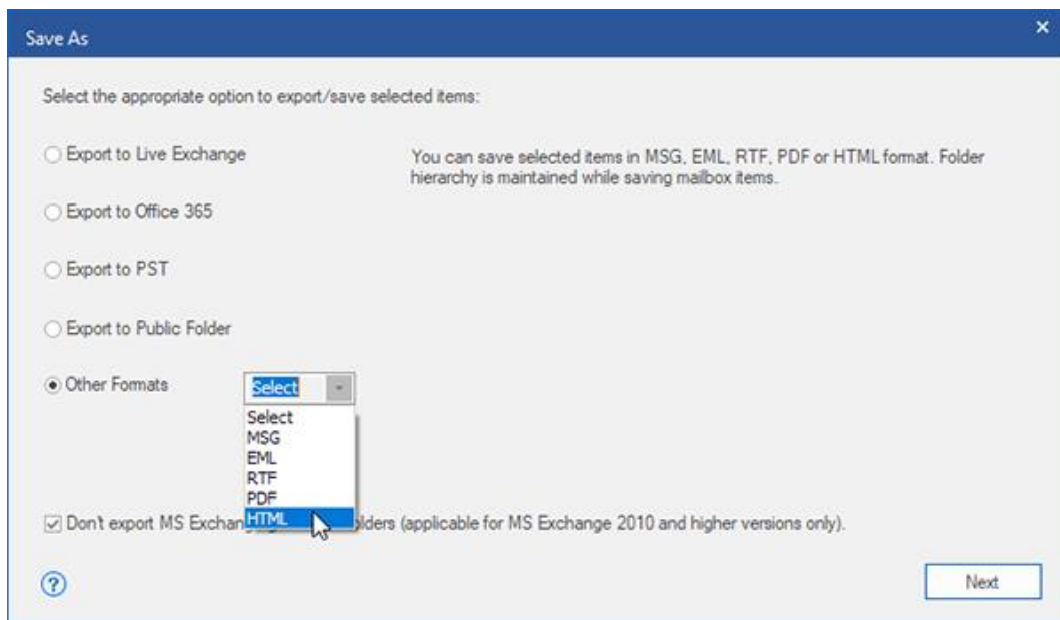 Save As
Select the appropriate option to export/save selected items:
Export to Live Exchange
You can save selected items in MSG, EML, RTF, PDF or HTML format. Folder
hierarchy is maintained while saving mailbox items.
Export to Office 365
Export to PST
Export to Public Folder
Other Formats
Select
Select
MSG
EML
RTF
PDF
HTML
Don't export MS Exchan olders (applicable for MS Exchange 2010 and higher versions only).
?
Next